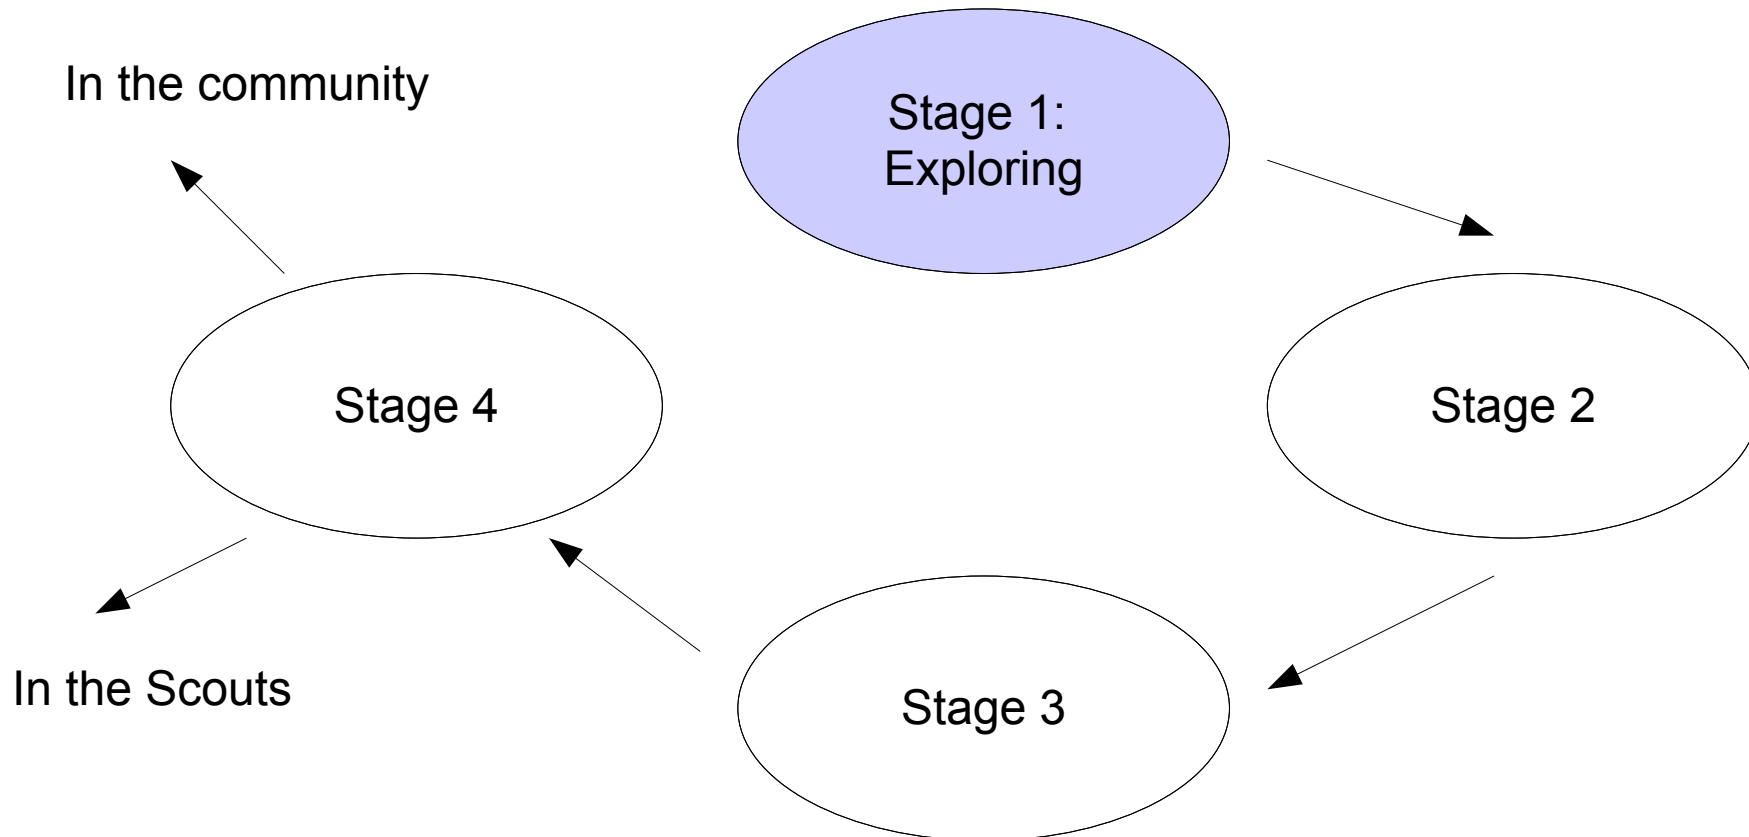 In the community
Stage 1:
Exploring
Stage 4
Stage 2
In the Scouts
Stage 3